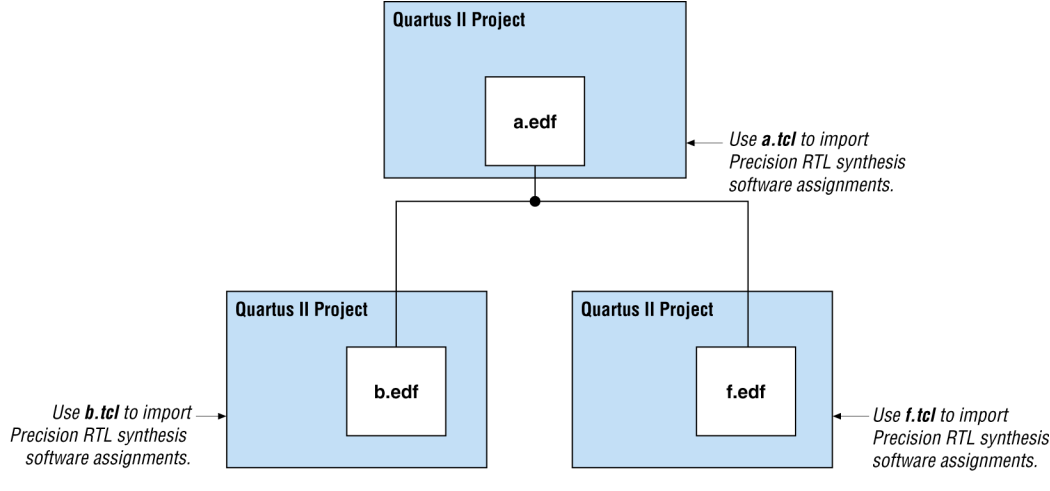 Quartus II Project
a.edf
Use a.tcl to import
Precision RTL synthesis
software assignments.
Quartus II Project
b.edf
Use b.tcl to import
Precision RTL synthesis
software assignments.
Quartus II Project
f.edf
Use f.tcl to import
Precision RTL synthesis
software assignments.